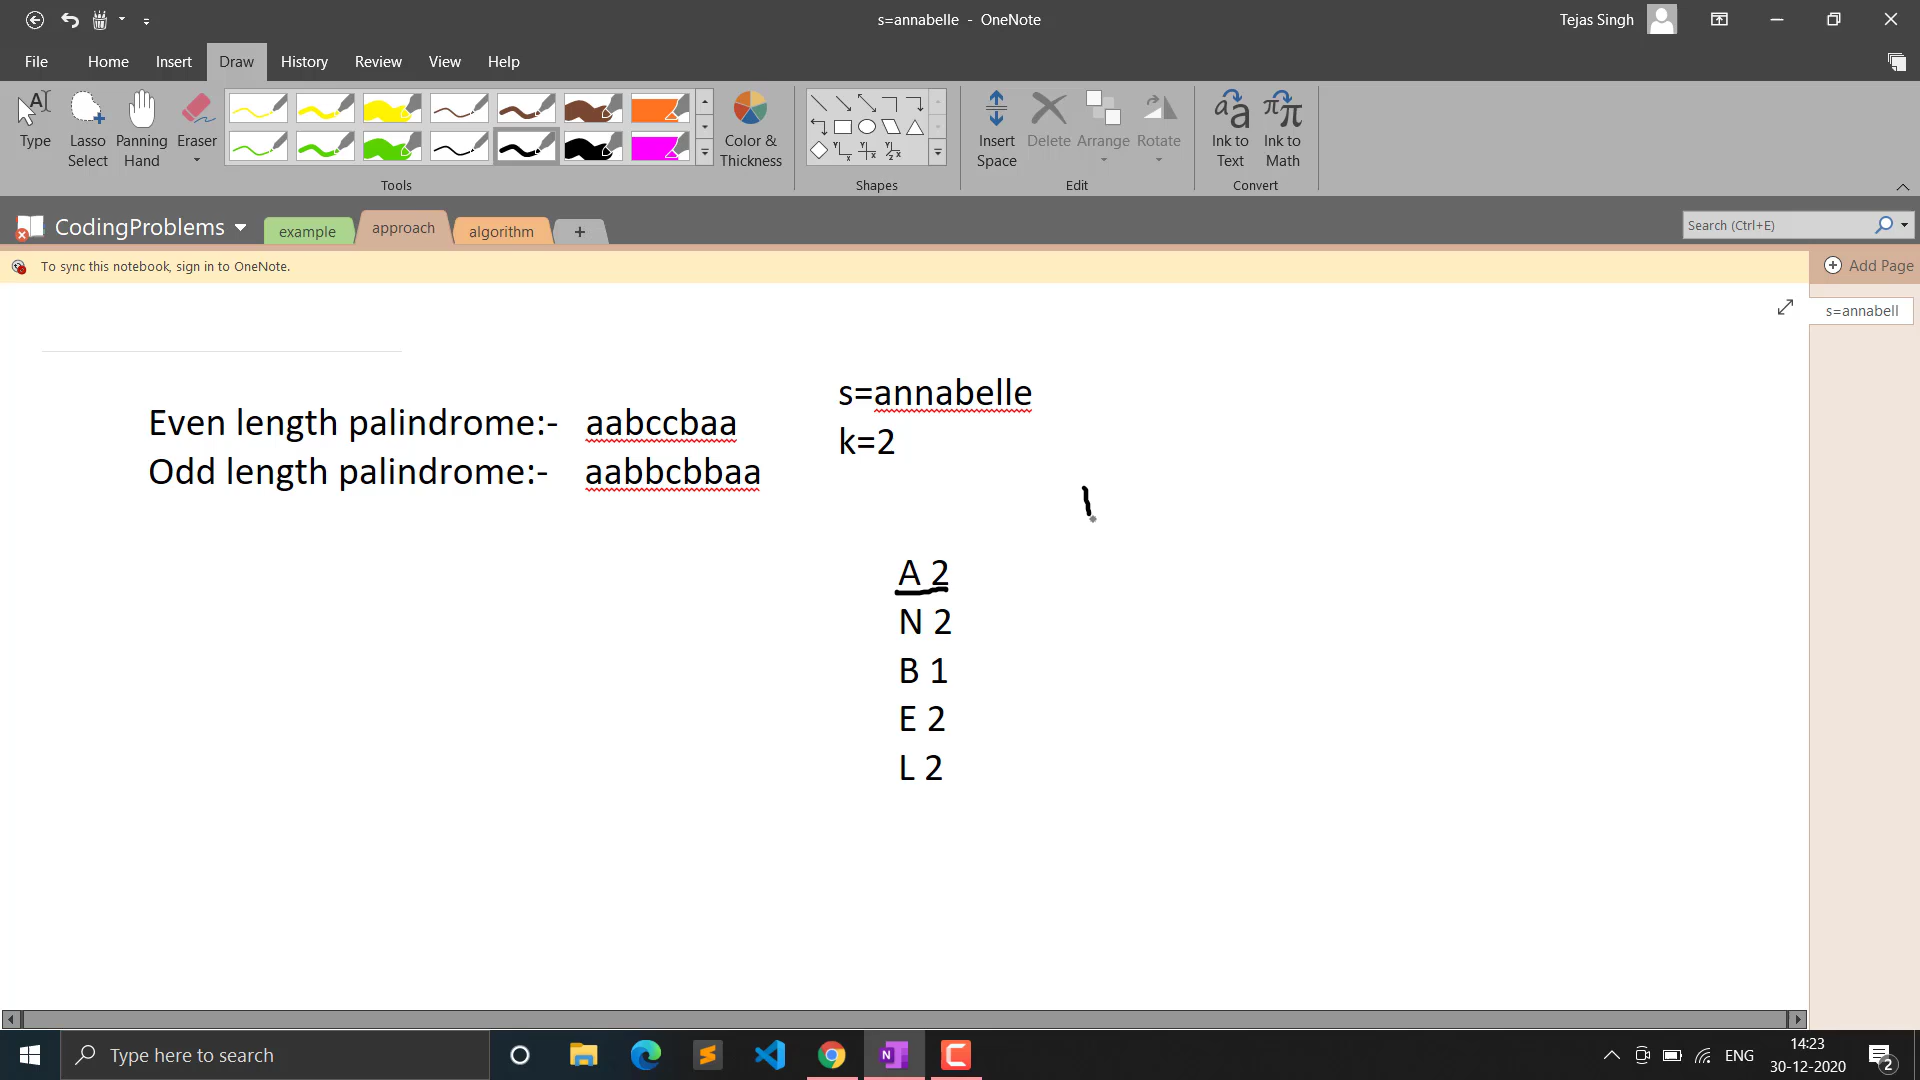 s=annabelle - OneNote
Tejas Singh
File Home Insert Draw History Review View Help
Type
Lasso Select
Panning Hand
Eraser
Color & Thickness
Insert Space
Delete
Arrange
Rotate
Ink to Text
Ink to Math
Tools
Shapes
Edit
Convert
CodingProblems
example
approach
algorithm
Search (Ctrl+E)
To sync this notebook, sign in to OneNote.
Add Page
s=annabell
Even length palindrome:- aabccbaa
Odd length palindrome:- aabbcbbaa
s=annabelle
k=2
A 2
N 2
B 1
E 2
L 2
Type here to search
ENG
14:23
30-12-2020
2